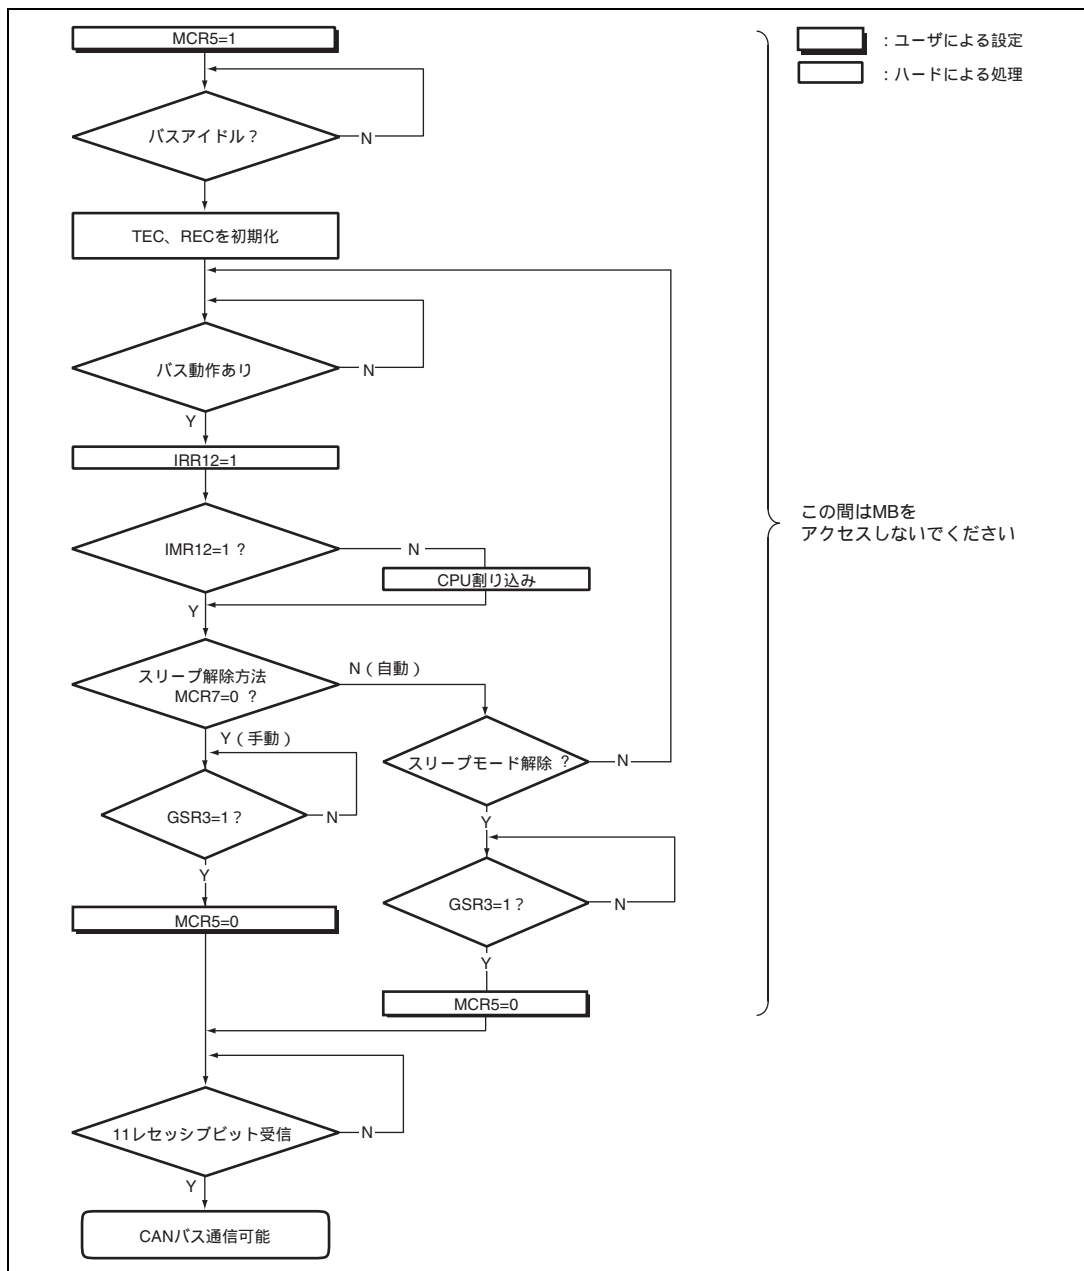 MCR5=1
:ユーザによる設定
:ハードによる処理
バスアイドル?
N
TEC、RECを初期化
バス動作あり
N
Y
IRR12=1
この間はMBを
アクセスしないでください
IMR12=1 ?
N
CPU割り込み
Y
スリープ解除方法
MCR7=0 ?
N(自動)
Y(手動)
スリープモード解除 ?
N
GSR3=1?
N
Y
Y
GSR3=1?
N
MCR5=0
Y
MCR5=0
11レセッシブビット受信
N
Y
CANバス通信可能